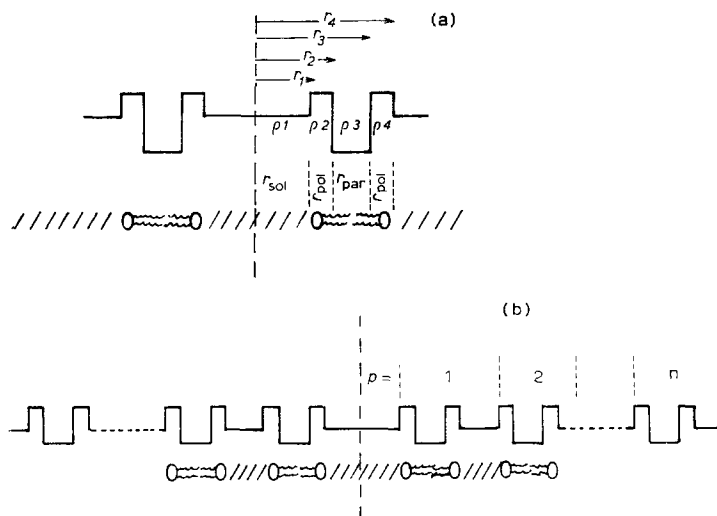 (a)
r4
r3
r2
r1
ρ1 ρ2 ρ3 ρ4
rsol rpol rpar rpol
(b)
p = 1 2 n